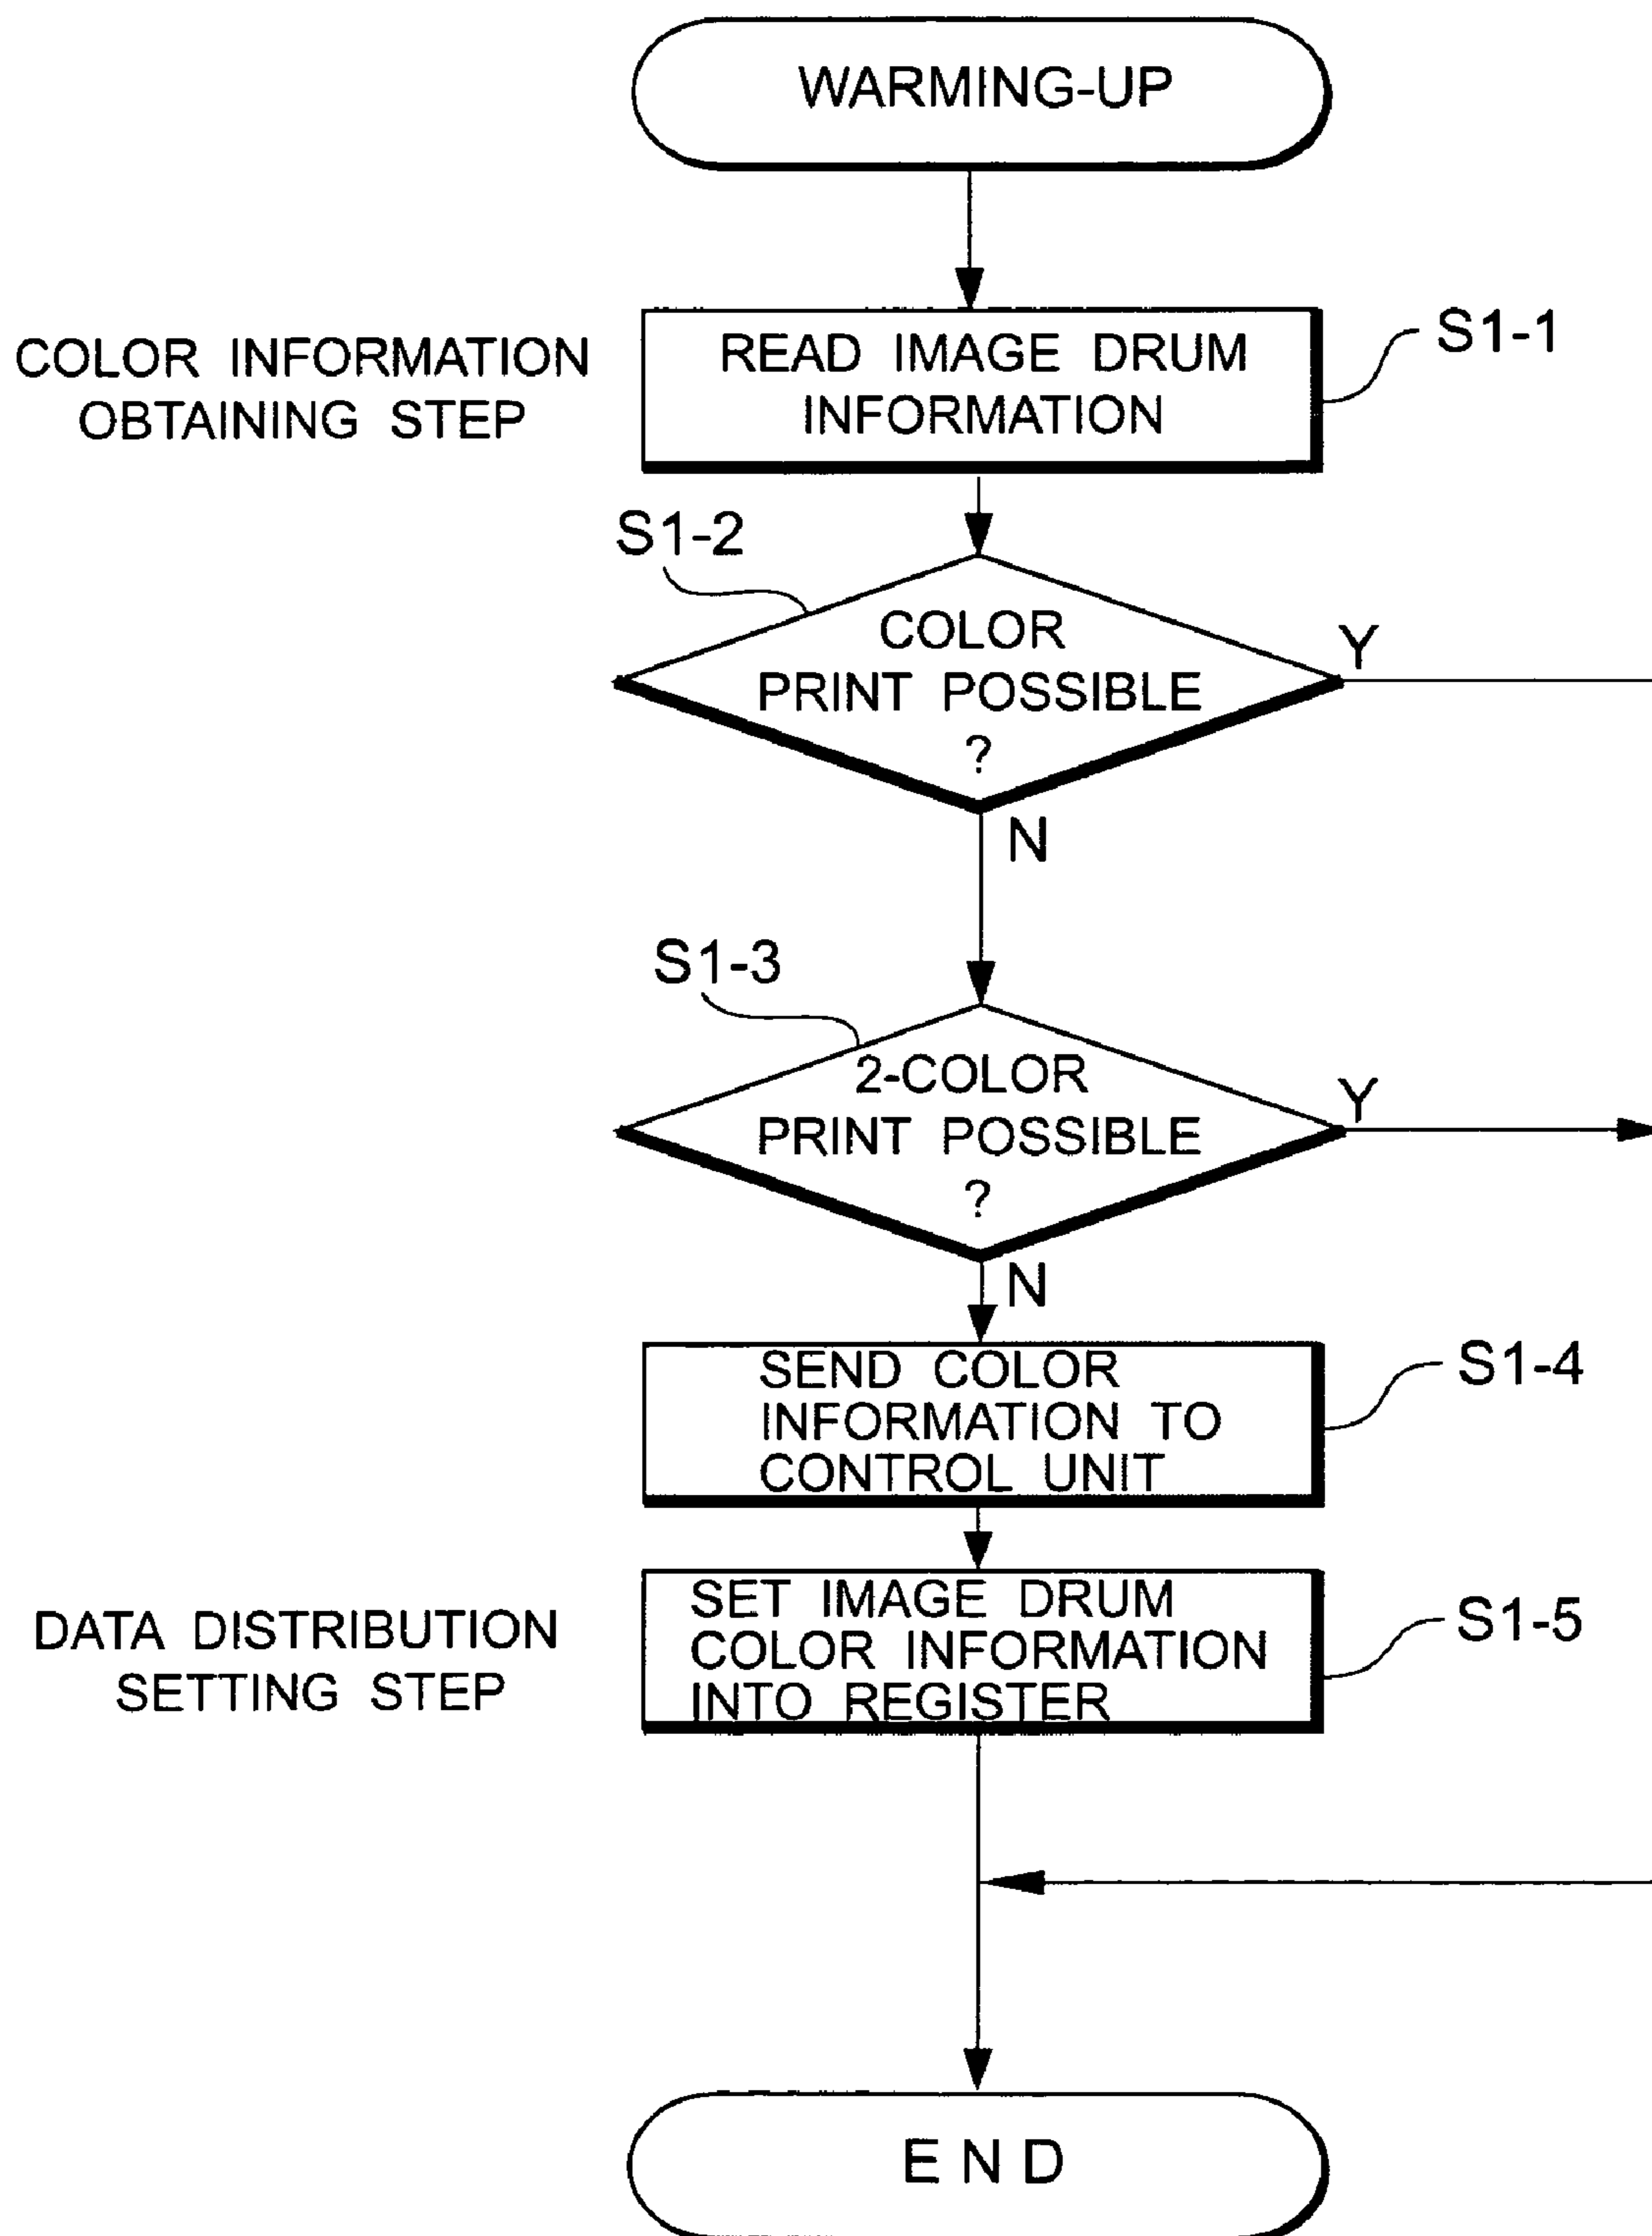 WARMING-UP
COLOR INFORMATION
OBTAINING STEP
READ IMAGE DRUM
INFORMATION
S1-1
S1-2
COLOR
PRINT POSSIBLE
?
Y
N
S1-3
2-COLOR
PRINT POSSIBLE
?
Y
N
SEND COLOR
INFORMATION TO
CONTROL UNIT
S1-4
DATA DISTRIBUTION
SETTING STEP
SET IMAGE DRUM
COLOR INFORMATION
INTO REGISTER
S1-5
END